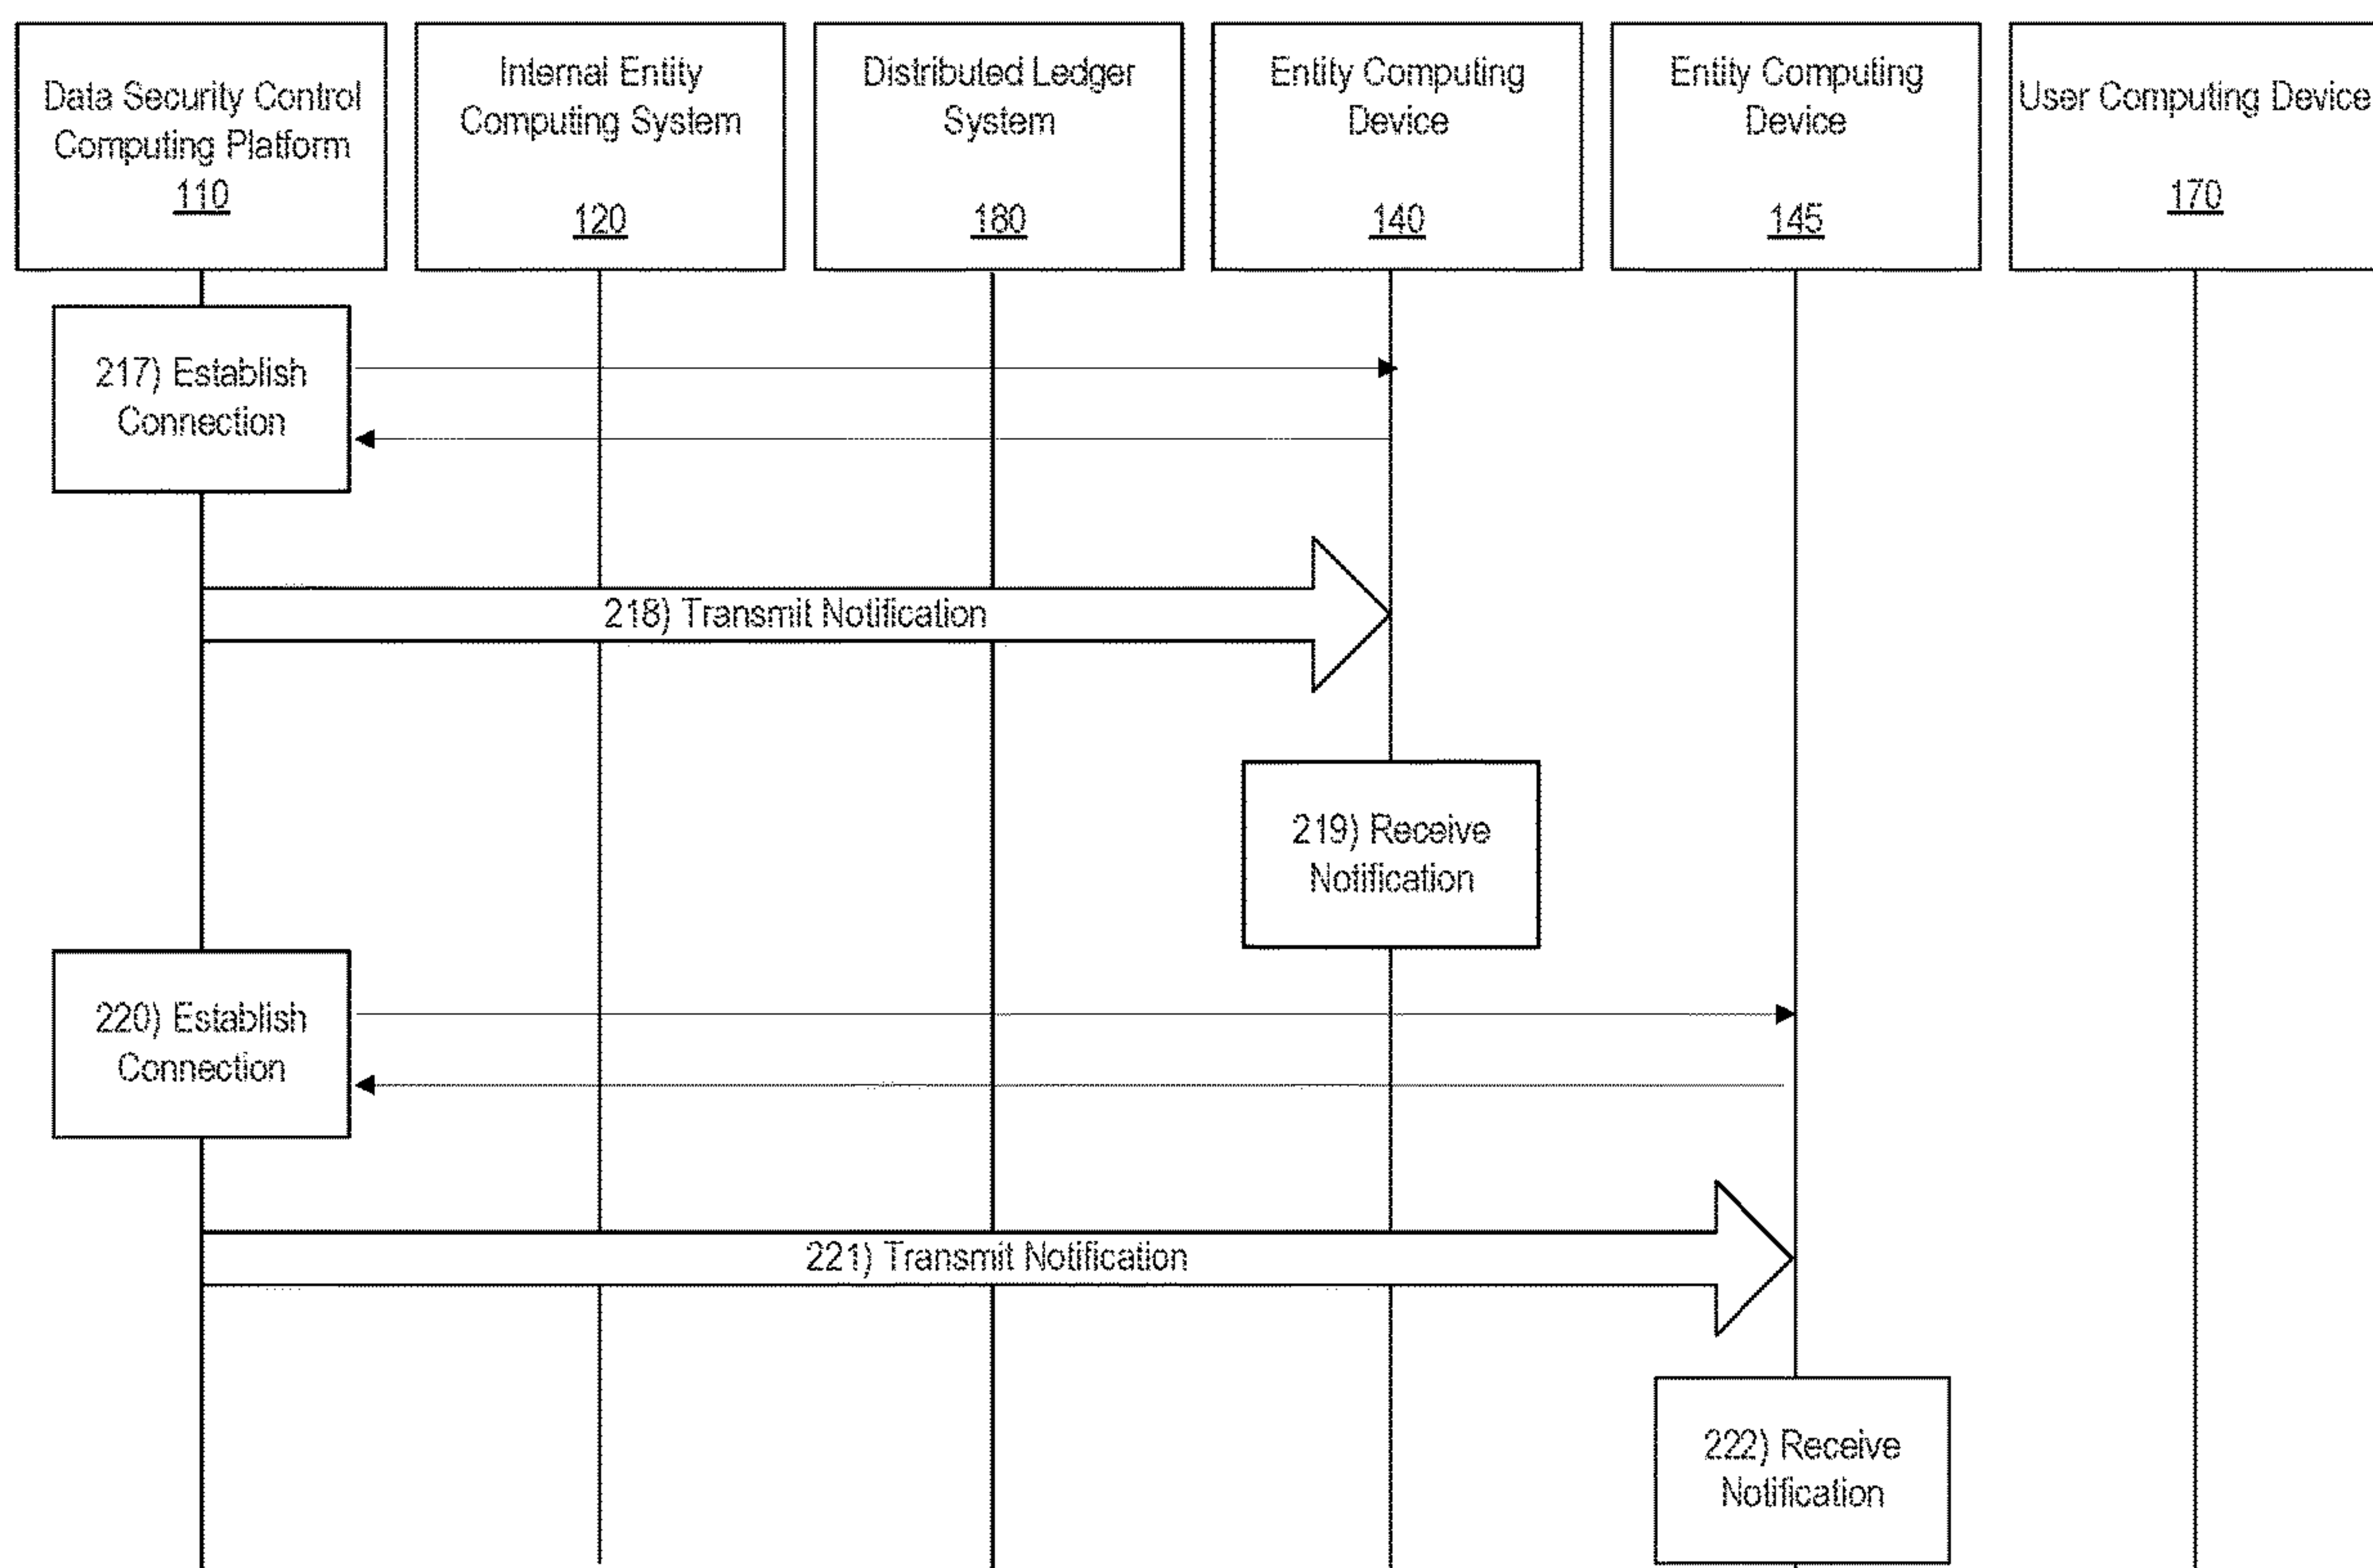 Data Security Control
Computing Platform
110
Internal Entity
Computing System
120
Distributed Ledger
System
180
Entity Computing
Device
140
Entity Computing
Device
145
User Computing Device
170
217) Establish
Connection
218) Transmit Notification
219) Receive
Notification
220) Establish
Connection
221) Transmit Notification
222) Receive
Notification